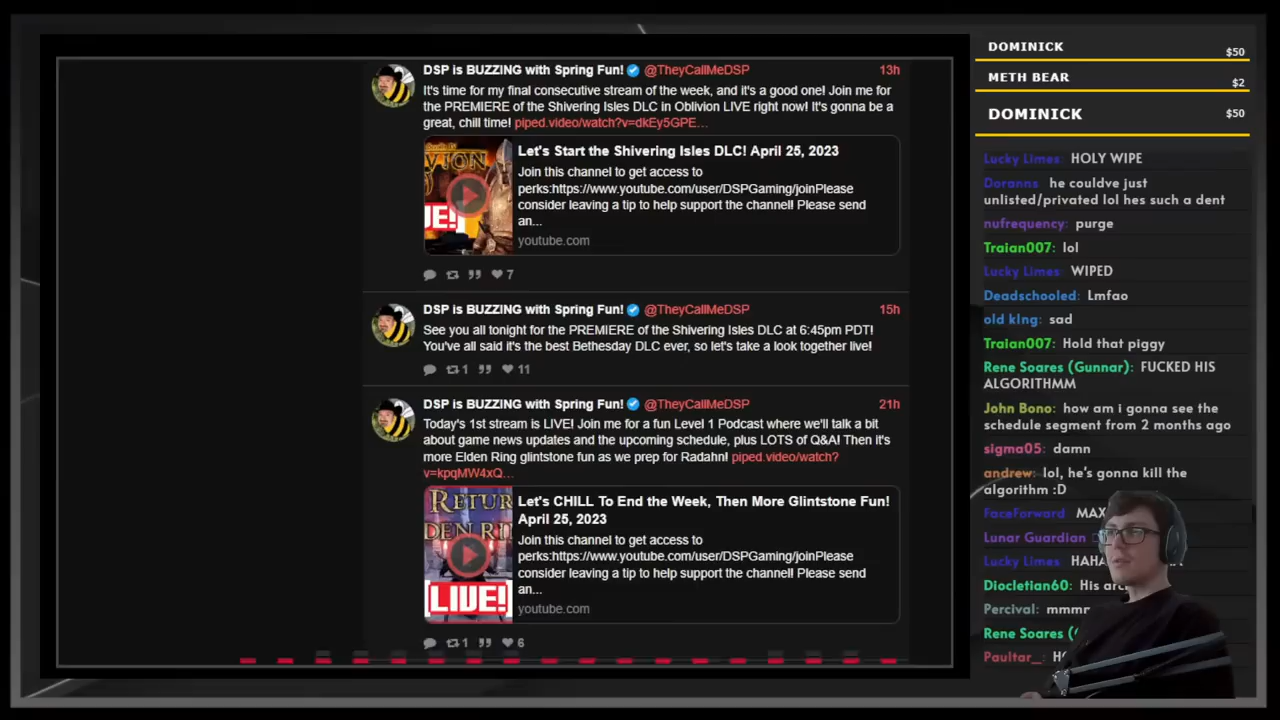 DSP is BUZZING with Spring Fun! @TheyCallMeDSP 13h
It's time for my final consecutive stream of the week, and it's a good one! Join me for
the PREMIERE of the Shivering Isles DLC in Oblivion LIVE right now! It's gonna be a
great, chill time! piped.video/watch?v=dkEy5GPE…
Let's Start the Shivering Isles DLC! April 25, 2023
Join this channel to get access to
perks:https://www.youtube.com/user/DSPGaming/joinPlease
consider leaving a tip to help support the channel! Please send
an...
youtube.com
7
DSP is BUZZING with Spring Fun! @TheyCallMeDSP 15h
See you all tonight for the PREMIERE of the Shivering Isles DLC at 6:45pm PDT!
You've all said it's the best Bethesday DLC ever, so let's take a look together live!
1 11
DSP is BUZZING with Spring Fun! @TheyCallMeDSP 21h
Today's 1st stream is LIVE! Join me for a fun Level 1 Podcast where we'll talk a bit
about game news updates and the upcoming schedule, plus LOTS of Q&A! Then it's
more Elden Ring glintstone fun as we prep for Radahn! piped.video/watch?
v=kpqMW4xQ…
RETUR
DEN RIN
LIVE!
Let's CHILL To End the Week, Then More Glintstone Fun!
April 25, 2023
Join this channel to get access to
perks:https://www.youtube.com/user/DSPGaming/joinPlease
consider leaving a tip to help support the channel! Please send
an...
youtube.com
1 6
DOMINICK $50
METH BEAR $2
DOMINICK $50
Lucky Limes: HOLY WIPE
Doranns: he couldve just
unlisted/privated lol hes such a dent
nufrequency: purge
Traian007: lol
Lucky Limes: WIPED
Deadschooled: Lmfao
old k1ng: sad
Traian007: Hold that piggy
Rene Soares (Gunnar): FUCKED HIS
ALGORITHMM
John Bono: how am i gonna see the
schedule segment from 2 months ago
sigma05: damn
andrew: lol, he's gonna kill the
algorithm :D
FaceForward MAX
Lunar Guardian
Lucky Limes: HAHA
Diocletian60: His
Percival: mmmm
Rene Soares (
Paultar_: